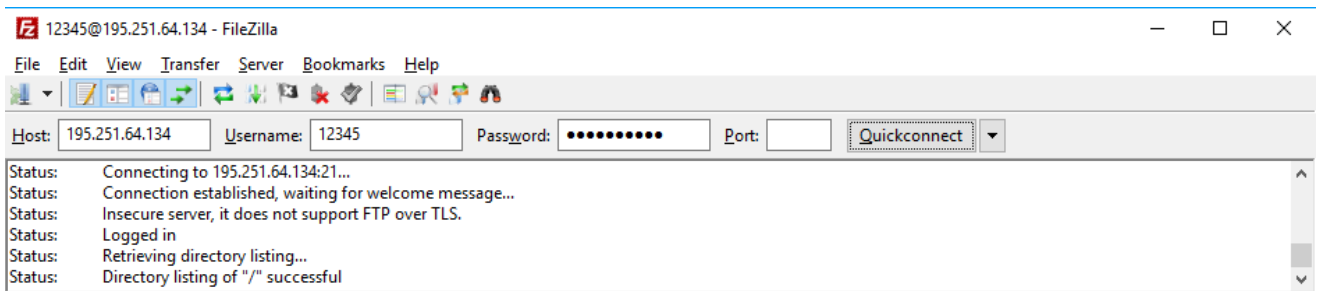 12345@195.251.64.134 - FileZilla
File Edit View Transfer Server Bookmarks Help
Host: 195.251.64.134 Username: 12345 Password: ●●●●●●●●●● Port: Quickconnect
Status: Connecting to 195.251.64.134:21...
Status: Connection established, waiting for welcome message...
Status: Insecure server, it does not support FTP over TLS.
Status: Logged in
Status: Retrieving directory listing...
Status: Directory listing of "/" successful